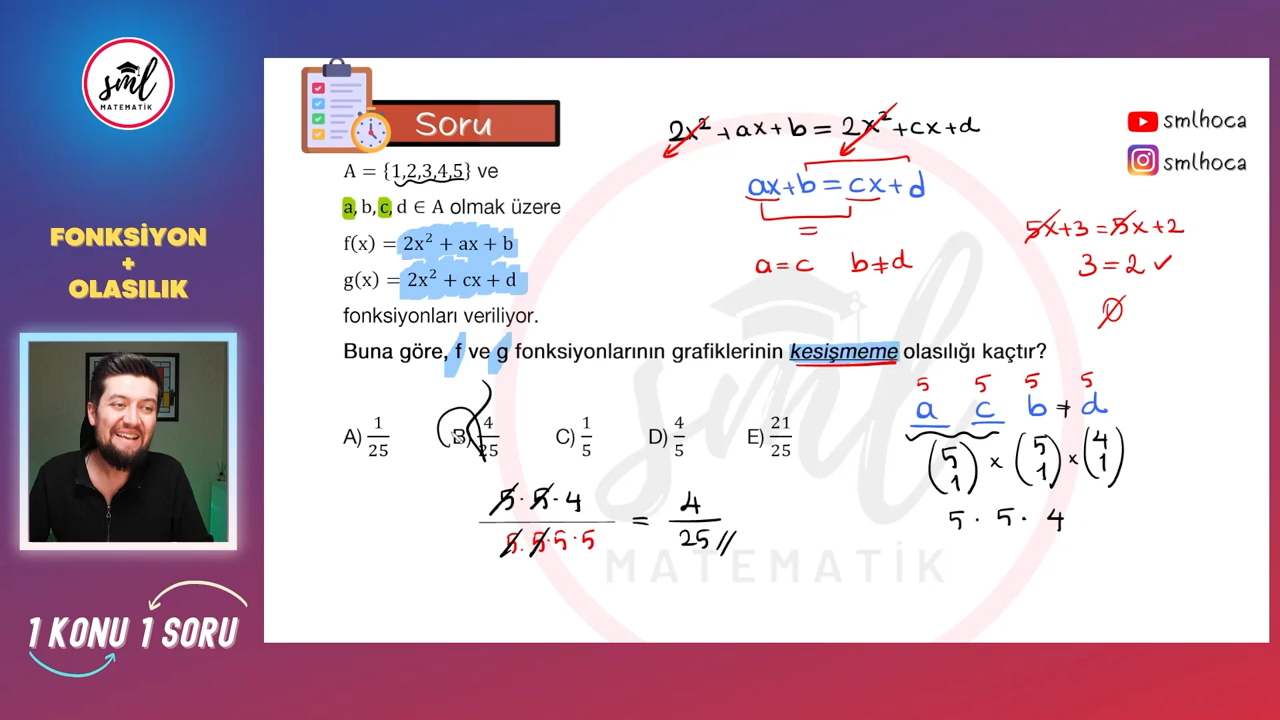 sml
MATEMATİK
FONKSİYON
+
OLASILIK
1 KONU 1 SORU
Soru
A = {1,2,3,4,5} ve
a, b, c, d ∈ A olmak üzere
f(x) = 2x² + ax + b
g(x) = 2x² + cx + d
fonksiyonları veriliyor.
Buna göre, f ve g fonksiyonlarının grafiklerinin kesişmeme olasılığı kaçtır?
A) 1/25 B) 4/25 C) 1/5 D) 4/5 E) 21/25
2x² + ax + b = 2x² + cx + d
ax + b = cx + d
=
a = c b ≠ d
smlhoca
smlhoca
5x + 3 = 5x + 2
3 = 2 ✓
∅
5 5 5 5
a c b ≠ d
(5 1) x (5 1) x (4 1)
5 · 5 · 4
5 · 5 · 4 / 5 · 5 · 5 · 5 = 4/25 //
sml
MATEMATİK